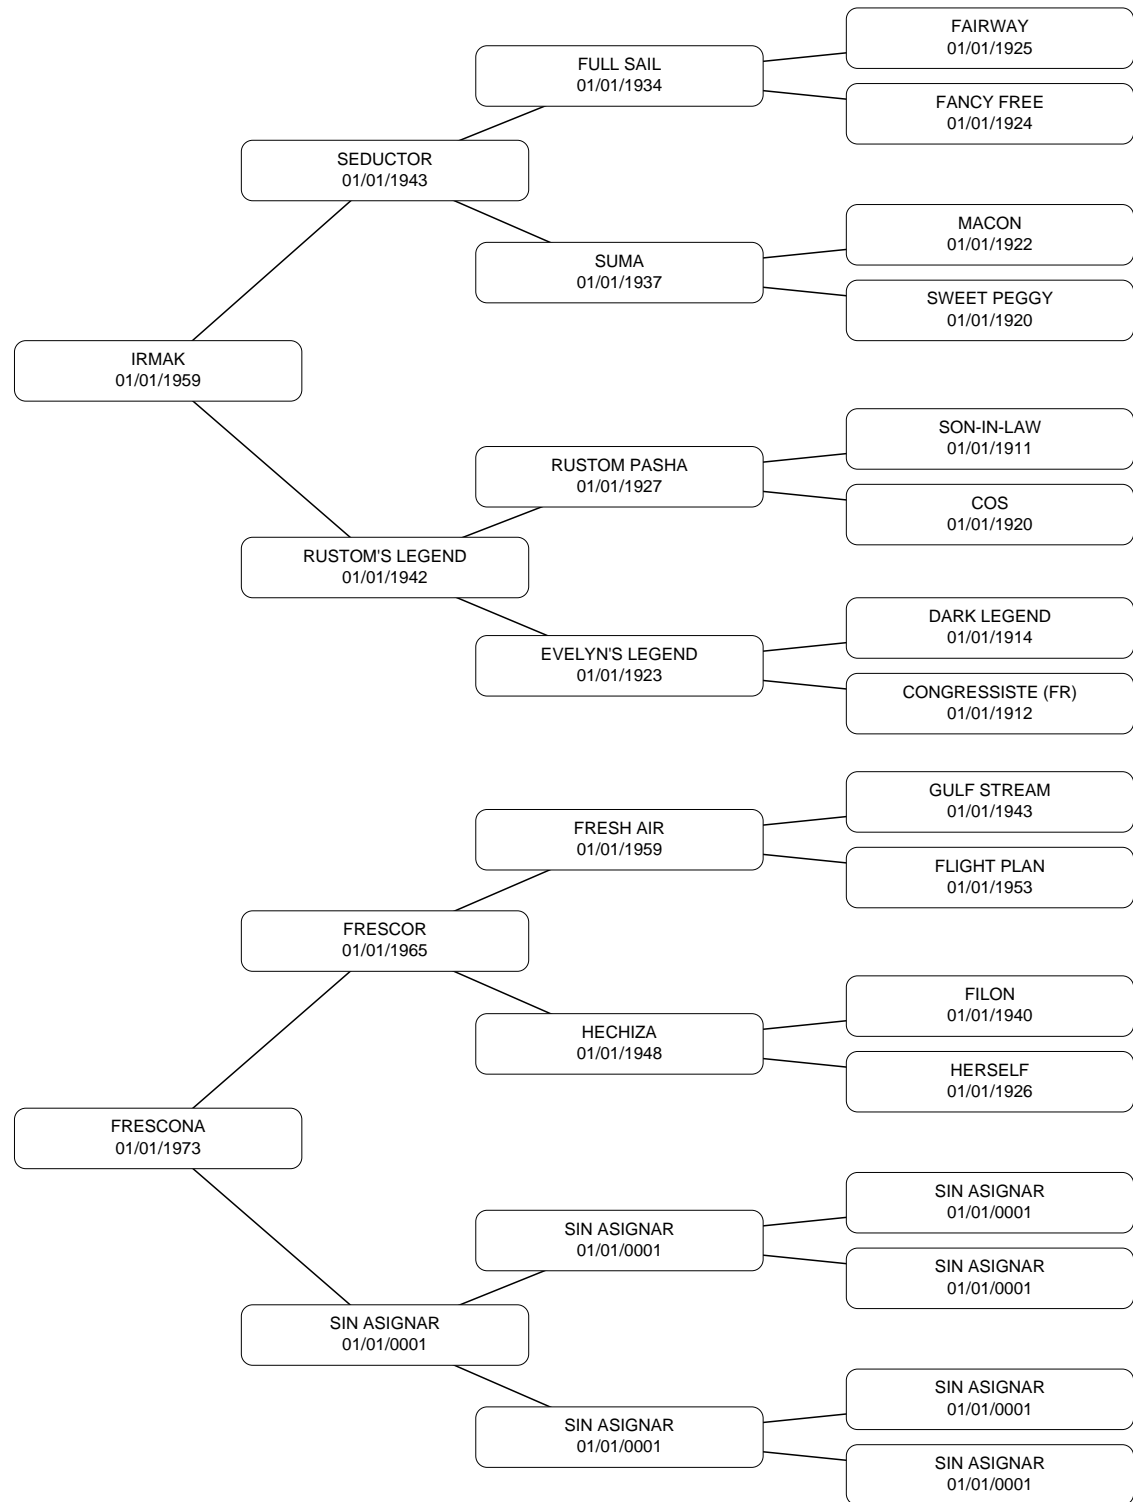 FAIRWAY
01/01/1925
FULL SAIL
01/01/1934
FANCY FREE
01/01/1924
SEDUCTOR
01/01/1943
MACON
01/01/1922
SUMA
01/01/1937
SWEET PEGGY
01/01/1920
IRMAK
01/01/1959
SON-IN-LAW
01/01/1911
RUSTOM PASHA
01/01/1927
COS
01/01/1920
RUSTOM'S LEGEND
01/01/1942
DARK LEGEND
01/01/1914
EVELYN'S LEGEND
01/01/1923
CONGRESSISTE (FR)
01/01/1912
GULF STREAM
01/01/1943
FRESH AIR
01/01/1959
FLIGHT PLAN
01/01/1953
FRESCOR
01/01/1965
FILON
01/01/1940
HECHIZA
01/01/1948
HERSELF
01/01/1926
FRESCONA
01/01/1973
SIN ASIGNAR
01/01/0001
SIN ASIGNAR
01/01/0001
SIN ASIGNAR
01/01/0001
SIN ASIGNAR
01/01/0001
SIN ASIGNAR
01/01/0001
SIN ASIGNAR
01/01/0001
SIN ASIGNAR
01/01/0001